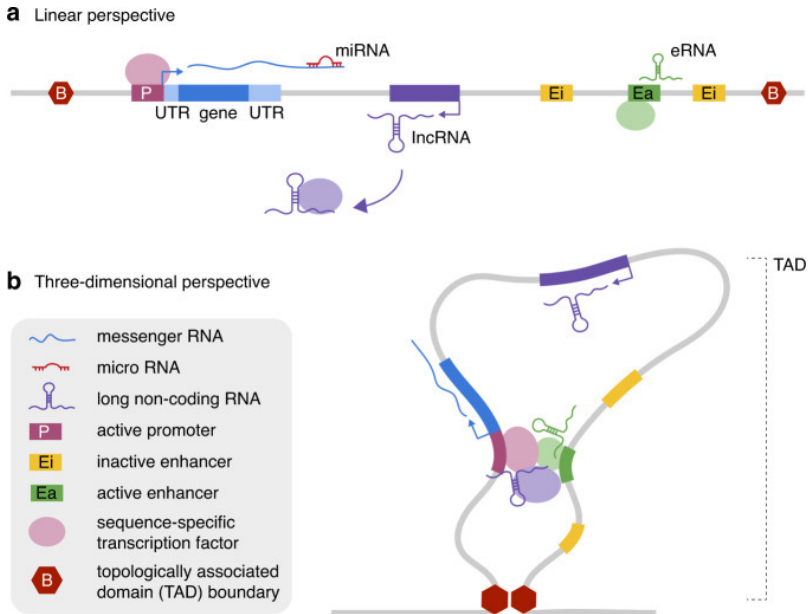 a Linear perspective
miRNA
eRNA
B P Ei Ea Ei B
UTR gene UTR
lncRNA
b Three-dimensional perspective
TAD
messenger RNA
micro RNA
long non-coding RNA
P active promoter
Ei inactive enhancer
Ea active enhancer
sequence-specific
transcription factor
B topologically associated
domain (TAD) boundary